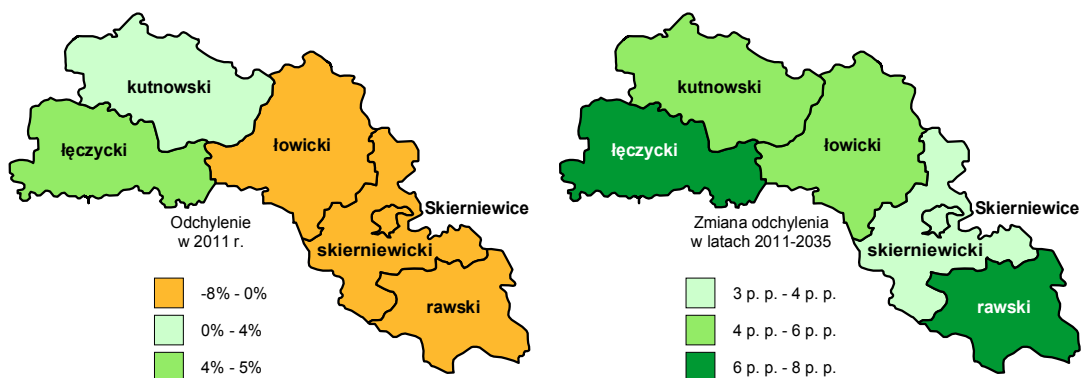 kutnowski
łęczycki
łowicki
Skierniewice
skierniewicki
rawski
Odchylenie
w 2011 r.
-8% - 0%
0% - 4%
4% - 5%
kutnowski
łęczycki
łowicki
Skierniewice
skierniewicki
rawski
Zmiana odchylenia
w latach 2011-2035
3 p. p. - 4 p. p.
4 p. p. - 6 p. p.
6 p. p. - 8 p. p.